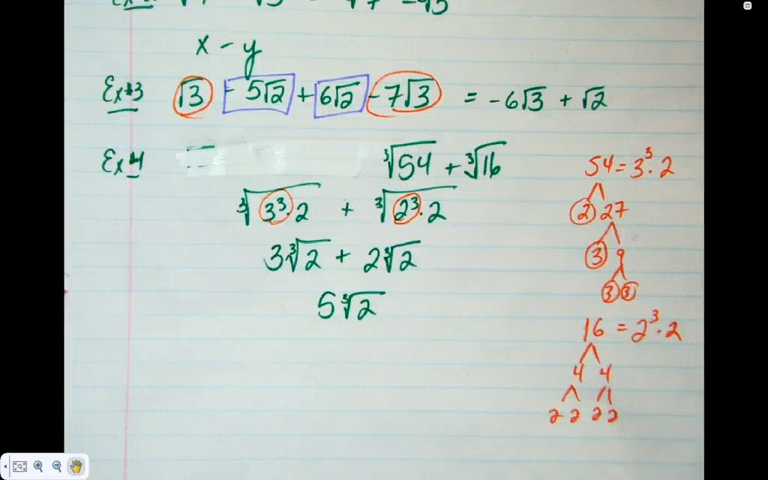 x - y
Ex#3 √3 - 5√2 + 6√2 - 7√3 = -6√3 + √2
Ex 4 ∛54 + ∛16
∛3³·2 + ∛2³·2
3∛2 + 2∛2
5∛2
54 = 3³·2
2 27
3 9
3 3
16 = 2³·2
4 4
2 2 2 2